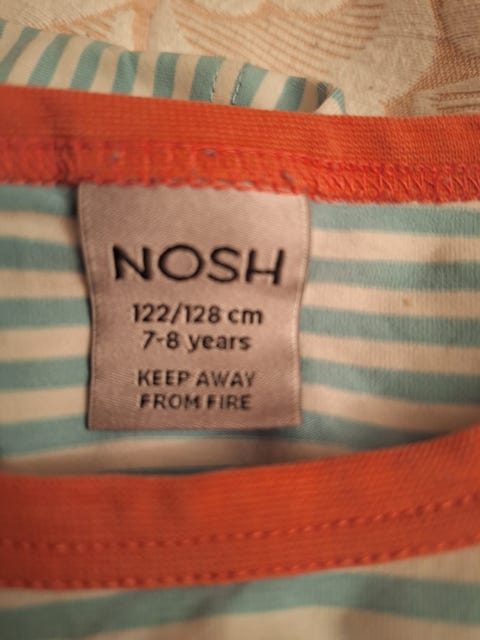 NOSH
122/128 cm
7-8 years
KEEP AWAY
FROM FIRE